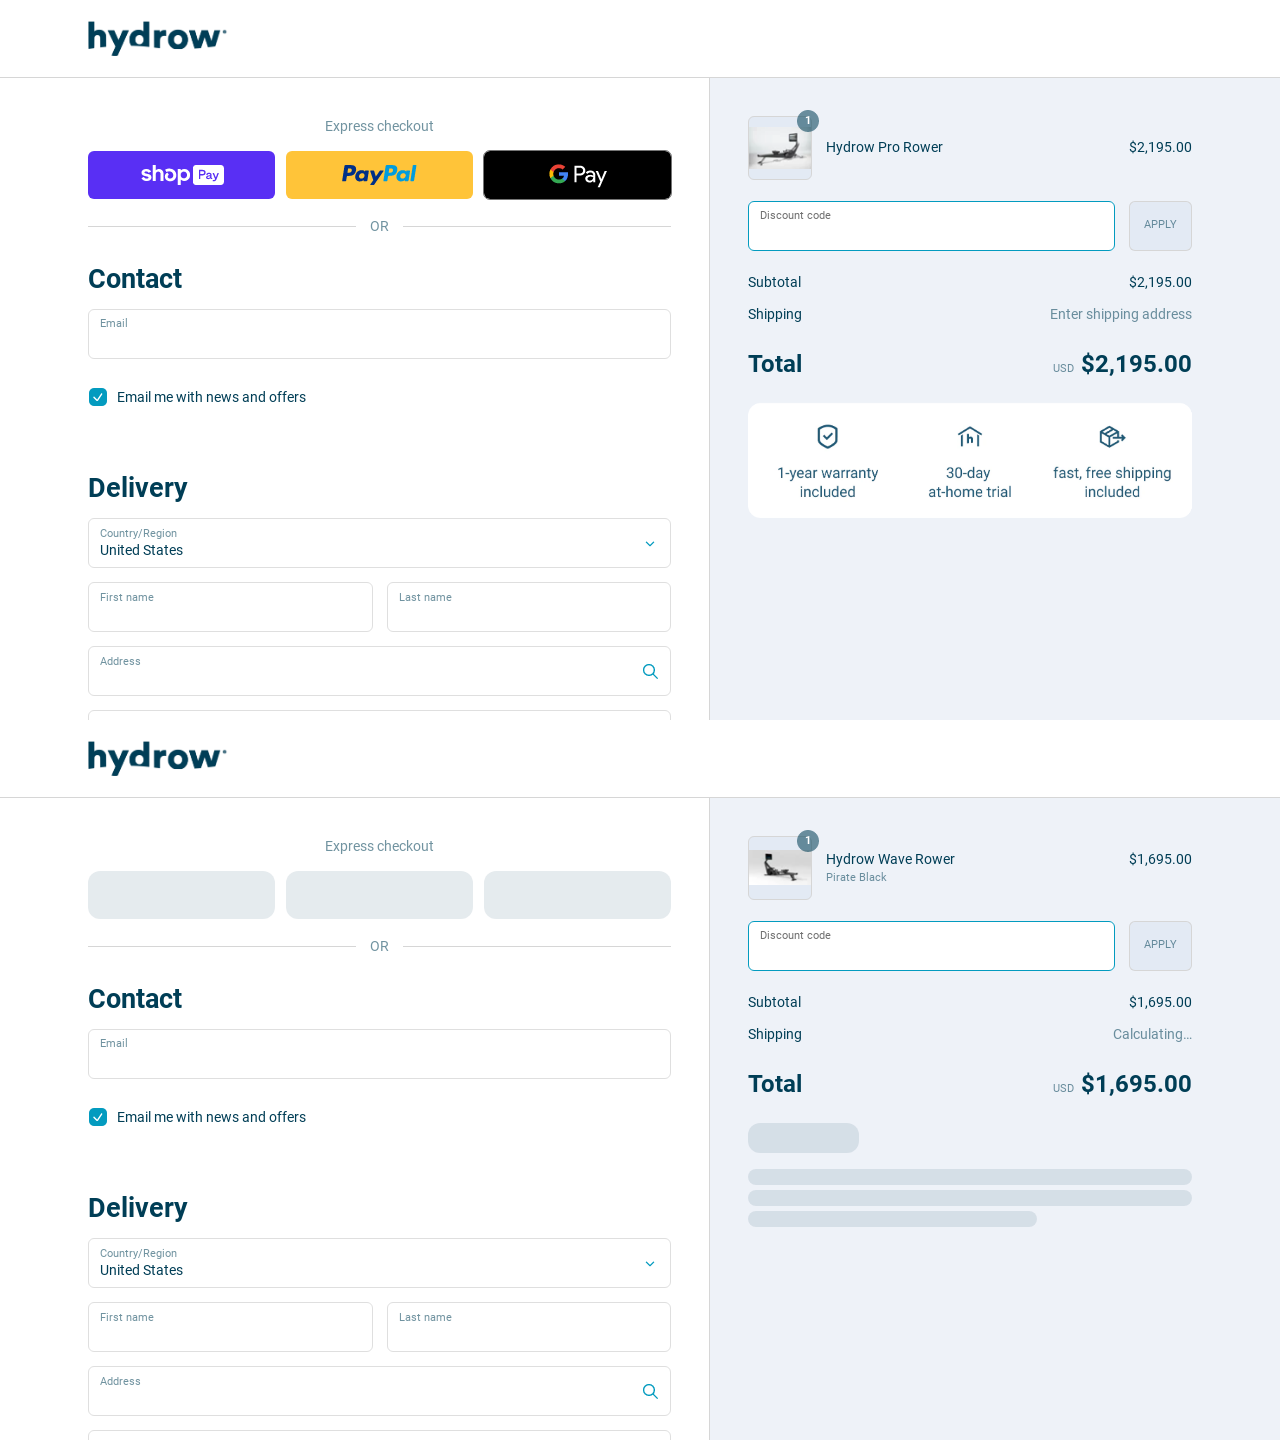 hydrow
Express checkout
shop Pay
PayPal
G Pay
OR
Contact
Email
Email me with news and offers
Delivery
Country/Region
United States
First name
Last name
Address
1
Hydrow Pro Rower
$2,195.00
Discount code
APPLY
Subtotal
$2,195.00
Shipping
Enter shipping address
Total
USD $2,195.00
1-year warranty
included
30-day
at-home trial
fast, free shipping
included
hydrow
Express checkout
OR
Contact
Email
Email me with news and offers
Delivery
Country/Region
United States
First name
Last name
Address
1
Hydrow Wave Rower
Pirate Black
$1,695.00
Discount code
APPLY
Subtotal
$1,695.00
Shipping
Calculating...
Total
USD $1,695.00